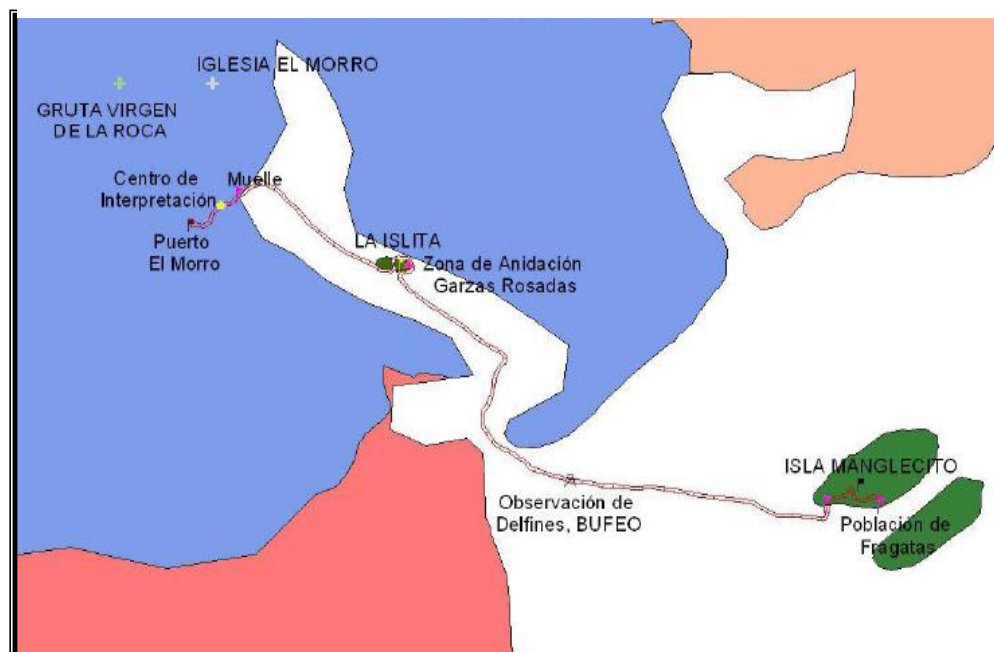 IGLESIA EL MORRO
GRUTA VIRGEN
DE LA ROCA
Centro de
Interpretación
Muelle
Puerto
El Morro
LA ISLITA
Zona de Anidación
Garzas Rosadas
ISLA MANGLECITO
Observación de
Delfines, BUFEO
Población de
Fragatas